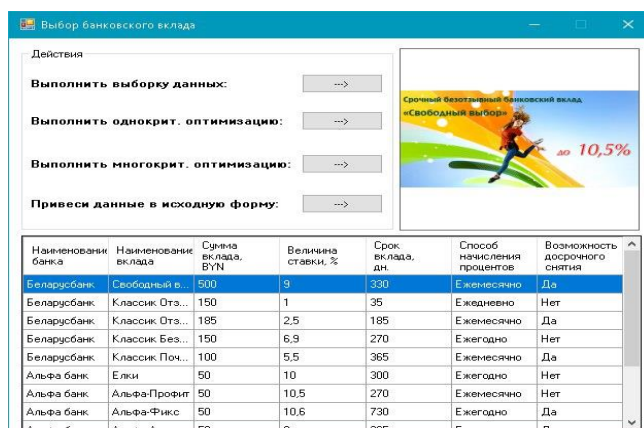 Выбор банковского вклада
Действия
Выполнить выборку данных:
--->
Выполнить однокрит. оптимизацию:
--->
Выполнить многокрит. оптимизацию:
--->
Привеси данные в исходную форму:
--->
Срочный безотзывный банковский вклад
«Свободный выбор»
до 10,5%
Наименование банка Наименование вклада Сумма вклада, BYN Величина ставки, % Срок вклада, дн. Способ начисления процентов Возможность досрочного снятия
Беларусбанк Свободный в... 500 9 330 Ежемесячно Да
Беларусбанк Классик Отз... 150 1 35 Ежедневно Нет
Беларусбанк Классик Отз... 185 2,5 185 Ежемесячно Да
Беларусбанк Классик Без... 150 6,9 270 Ежегодно Нет
Беларусбанк Классик Поч... 100 5,5 365 Ежемесячно Да
Альфа банк Елки 50 10 300 Ежегодно Нет
Альфа банк Альфа-Профит 50 10,5 270 Ежемесячно Нет
Альфа банк Альфа-Фикс 50 10,6 730 Ежегодно Да